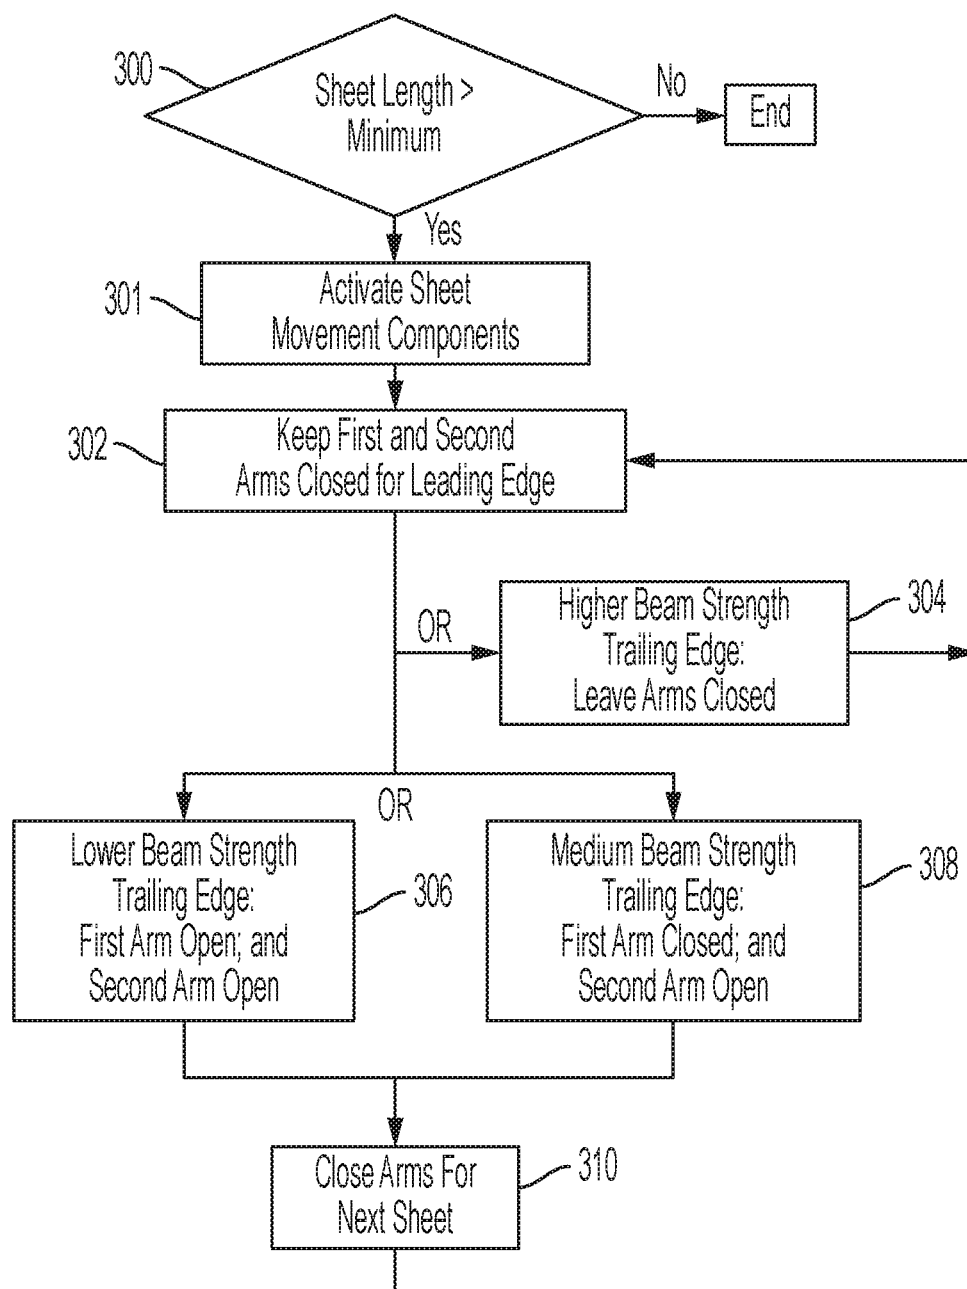 300
Sheet Length >
Minimum
No
End
Yes
301
Activate Sheet
Movement Components
302
Keep First and Second
Arms Closed for Leading Edge
OR
Higher Beam Strength
Trailing Edge:
Leave Arms Closed
304
OR
Lower Beam Strength
Trailing Edge:
First Arm Open; and
Second Arm Open
306
Medium Beam Strength
Trailing Edge:
First Arm Closed; and
Second Arm Open
308
Close Arms For
Next Sheet
310